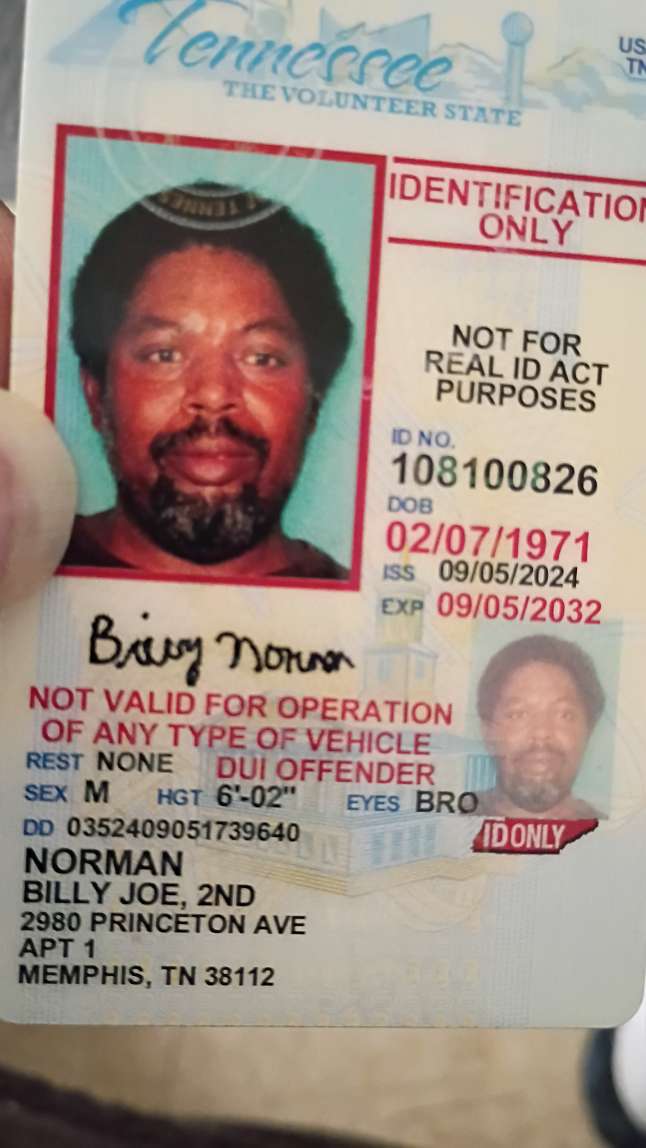 Tennessee
THE VOLUNTEER STATE
US
TN
IDENTIFICATION
ONLY
NOT FOR
REAL ID ACT
PURPOSES
ID NO.
108100826
DOB
02/07/1971
ISS 09/05/2024
EXP 09/05/2032
Billy Norman
NOT VALID FOR OPERATION
OF ANY TYPE OF VEHICLE
REST NONE DUI OFFENDER
SEX M HGT 6'-02" EYES BRO
DD 0352409051739640
ID ONLY
NORMAN
BILLY JOE, 2ND
2980 PRINCETON AVE
APT 1
MEMPHIS, TN 38112